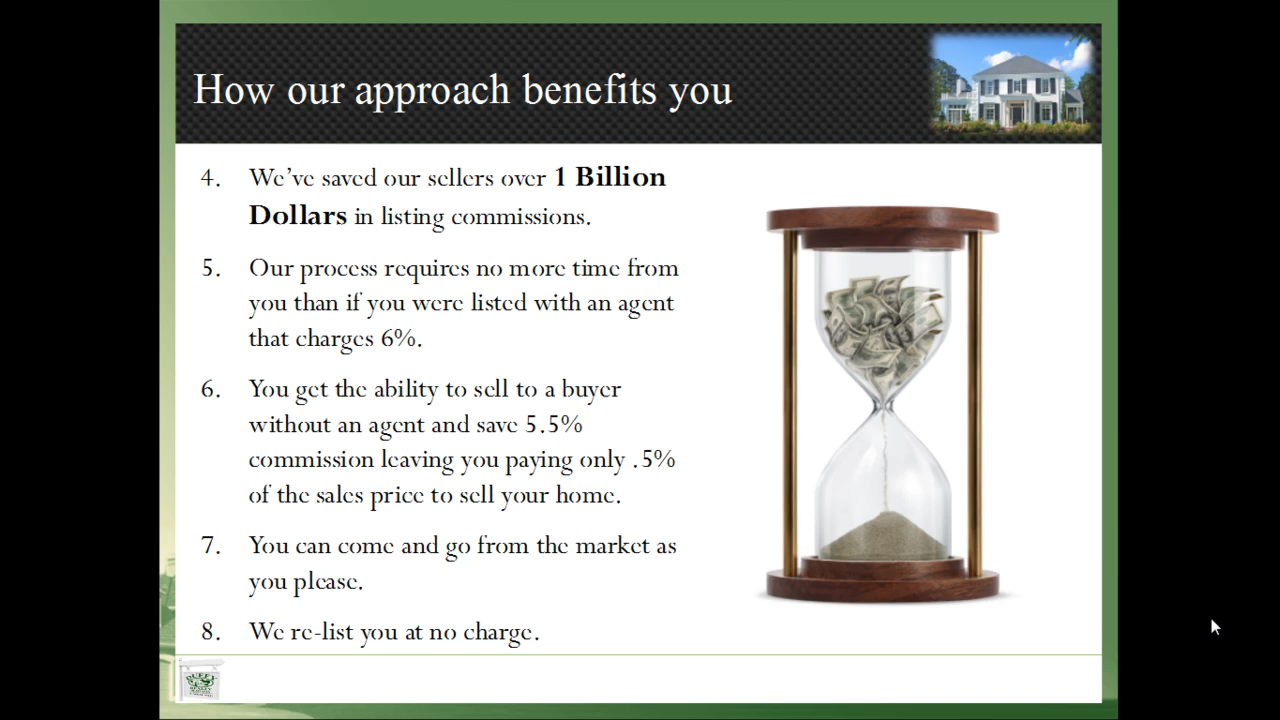 How our approach benefits you
4. We've saved our sellers over 1 Billion
Dollars in listing commissions.
5. Our process requires no more time from
you than if you were listed with an agent
that charges 6%.
6. You get the ability to sell to a buyer
without an agent and save 5.5%
commission leaving you paying only .5%
of the sales price to sell your home.
7. You can come and go from the market as
you please.
8. We re-list you at no charge.